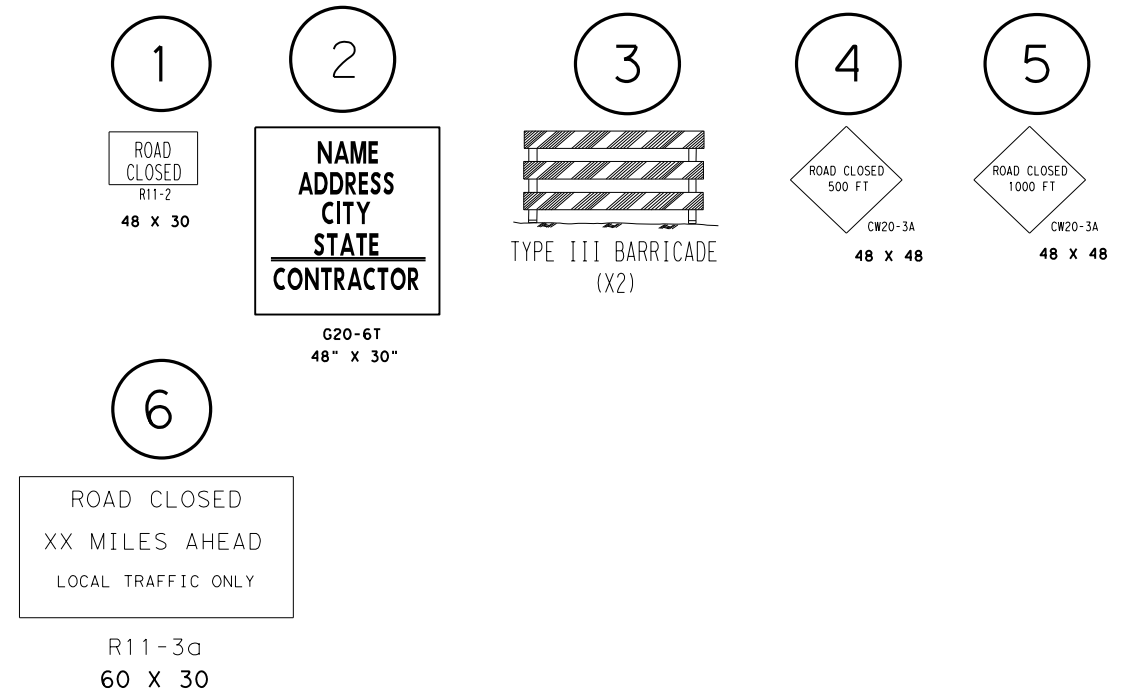 1
ROAD
CLOSED
R11-2
48 X 30
2
NAME
ADDRESS
CITY
STATE
CONTRACTOR
G20-6T
48" X 30"
3
TYPE III BARRICADE
(X2)
4
ROAD CLOSED
500 FT
CW20-3A
48 X 48
5
ROAD CLOSED
1000 FT
CW20-3A
48 X 48
6
ROAD CLOSED
XX MILES AHEAD
LOCAL TRAFFIC ONLY
R11-3a
60 X 30